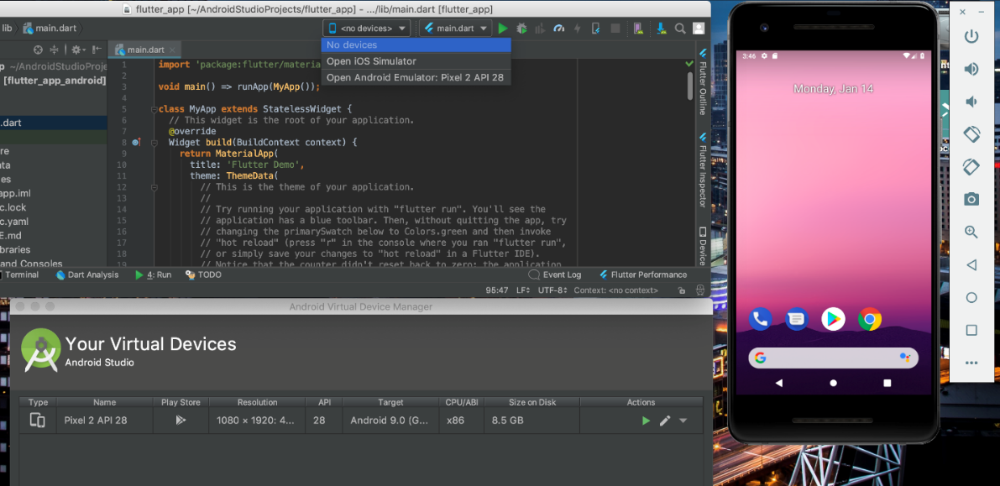 flutter_app [~/AndroidStudioProjects/flutter_app] - .../lib/main.dart [flutter_app]
lib main.dart
<no devices> main.dart
No devices
Open iOS Simulator
Open Android Emulator: Pixel 2 API 28
p ~/AndroidStudioProje
[flutter_app_android]
.dart
re
ata
es
app.iml
c.lock
c.yaml
E.md
braries
and Consoles
main.dart
1 import 'package:flutter/materia
2
3 void main() => runApp(MyApp());
4
5 class MyApp extends StatelessWidget {
6 // This widget is the root of your application.
7 @override
8 Widget build(BuildContext context) {
9 return MaterialApp(
10 title: 'Flutter Demo',
11 theme: ThemeData(
12 // This is the theme of your application.
13 //
14 // Try running your application with "flutter run". You'll see the
15 // application has a blue toolbar. Then, without quitting the app, try
16 // changing the primarySwatch below to Colors.green and then invoke
17 // "hot reload" (press "r" in the console where you ran "flutter run",
18 // or simply save your changes to "hot reload" in a Flutter IDE).
19 // Notice that the counter didn't reset back to zero; the application
Flutter Outline
Flutter Inspector
Device
Terminal Dart Analysis 4: Run TODO Event Log Flutter Performance
95:47 LF UTF-8 Context: <no context>
Android Virtual Device Manager
Your Virtual Devices
Android Studio
Type Name Play Store Resolution API Target CPU/ABI Size on Disk Actions
Pixel 2 API 28 1080 × 1920: 4... 28 Android 9.0 (G... x86 8.5 GB
3:46
Monday, Jan 14
G